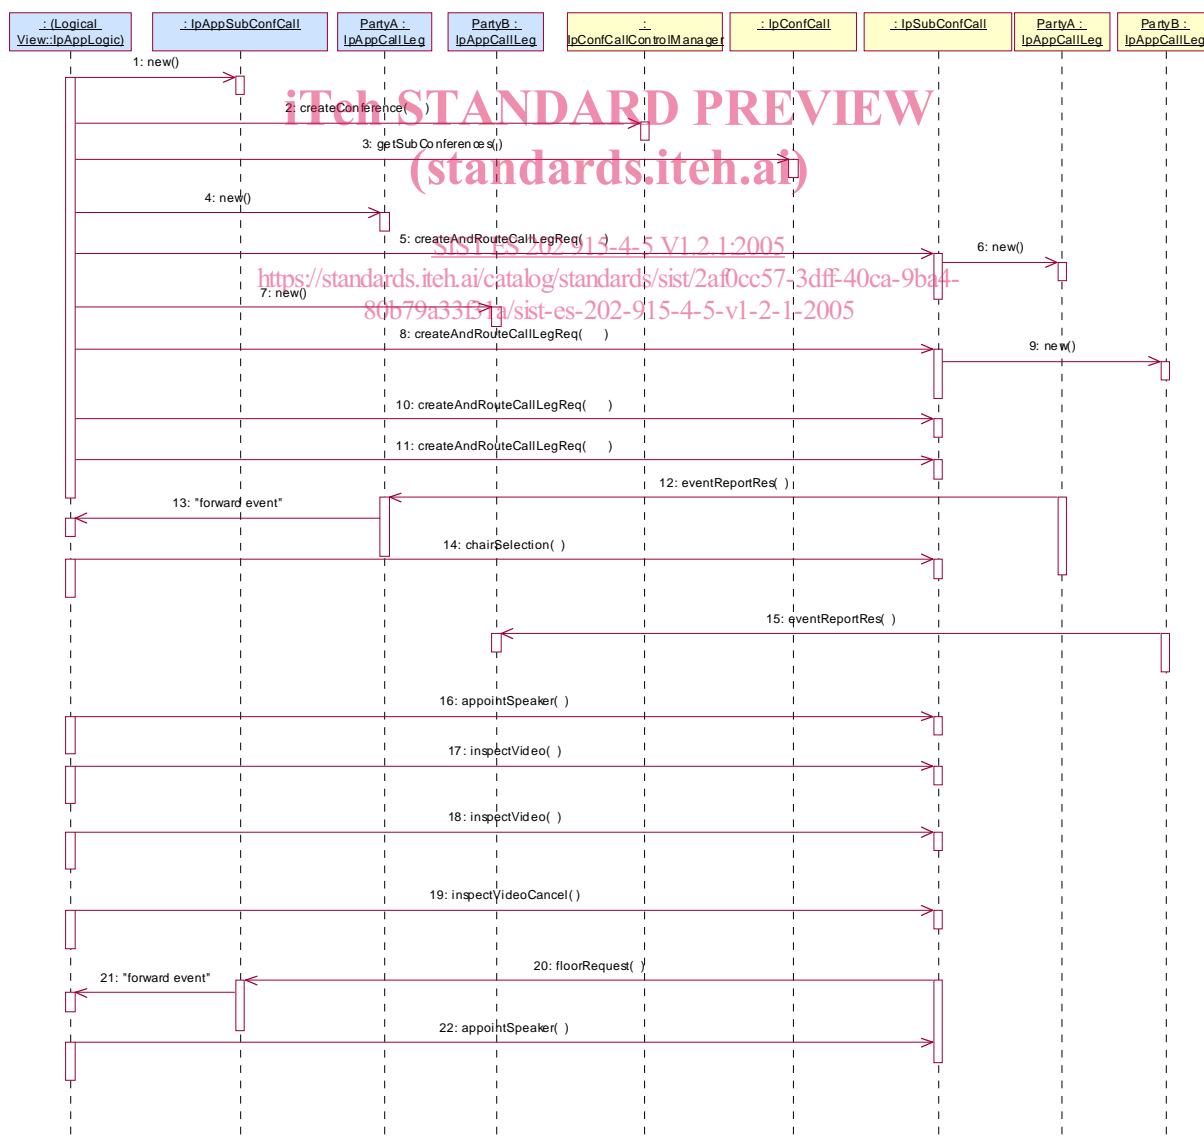 : (Logical
View::IpAppLogic)
: IpAppSubConfCall
PartyA :
IpAppCallLeg
PartyB :
IpAppCallLeg
:
IpConfCallControlManager
: IpConfCall
: IpSubConfCall
PartyA :
IpAppCallLeg
PartyB :
IpAppCallLeg
1: new()
iTeh STANDARD PREVIEW
2: createConference( )
3: getSubConferences()
(standards.iteh.ai)
4: new()
5: createAndRouteCallLegReq( )
SIST ES 202 915-4-5 V1.2.1:2005
6: new()
https://standards.iteh.ai/catalog/standards/sist/2af0cc57-3dff-40ca-9ba4-
7: new()
80b79a33f31a/sist-es-202-915-4-5-v1-2-1-2005
8: createAndRouteCallLegReq( )
9: new()
10: createAndRouteCallLegReq( )
11: createAndRouteCallLegReq( )
12: eventReportRes( )
13: "forward event"
14: chairSelection( )
15: eventReportRes( )
16: appointSpeaker( )
17: inspectVideo( )
18: inspectVideo( )
19: inspectVideoCancel( )
20: floorRequest( )
21: "forward event"
22: appointSpeaker( )